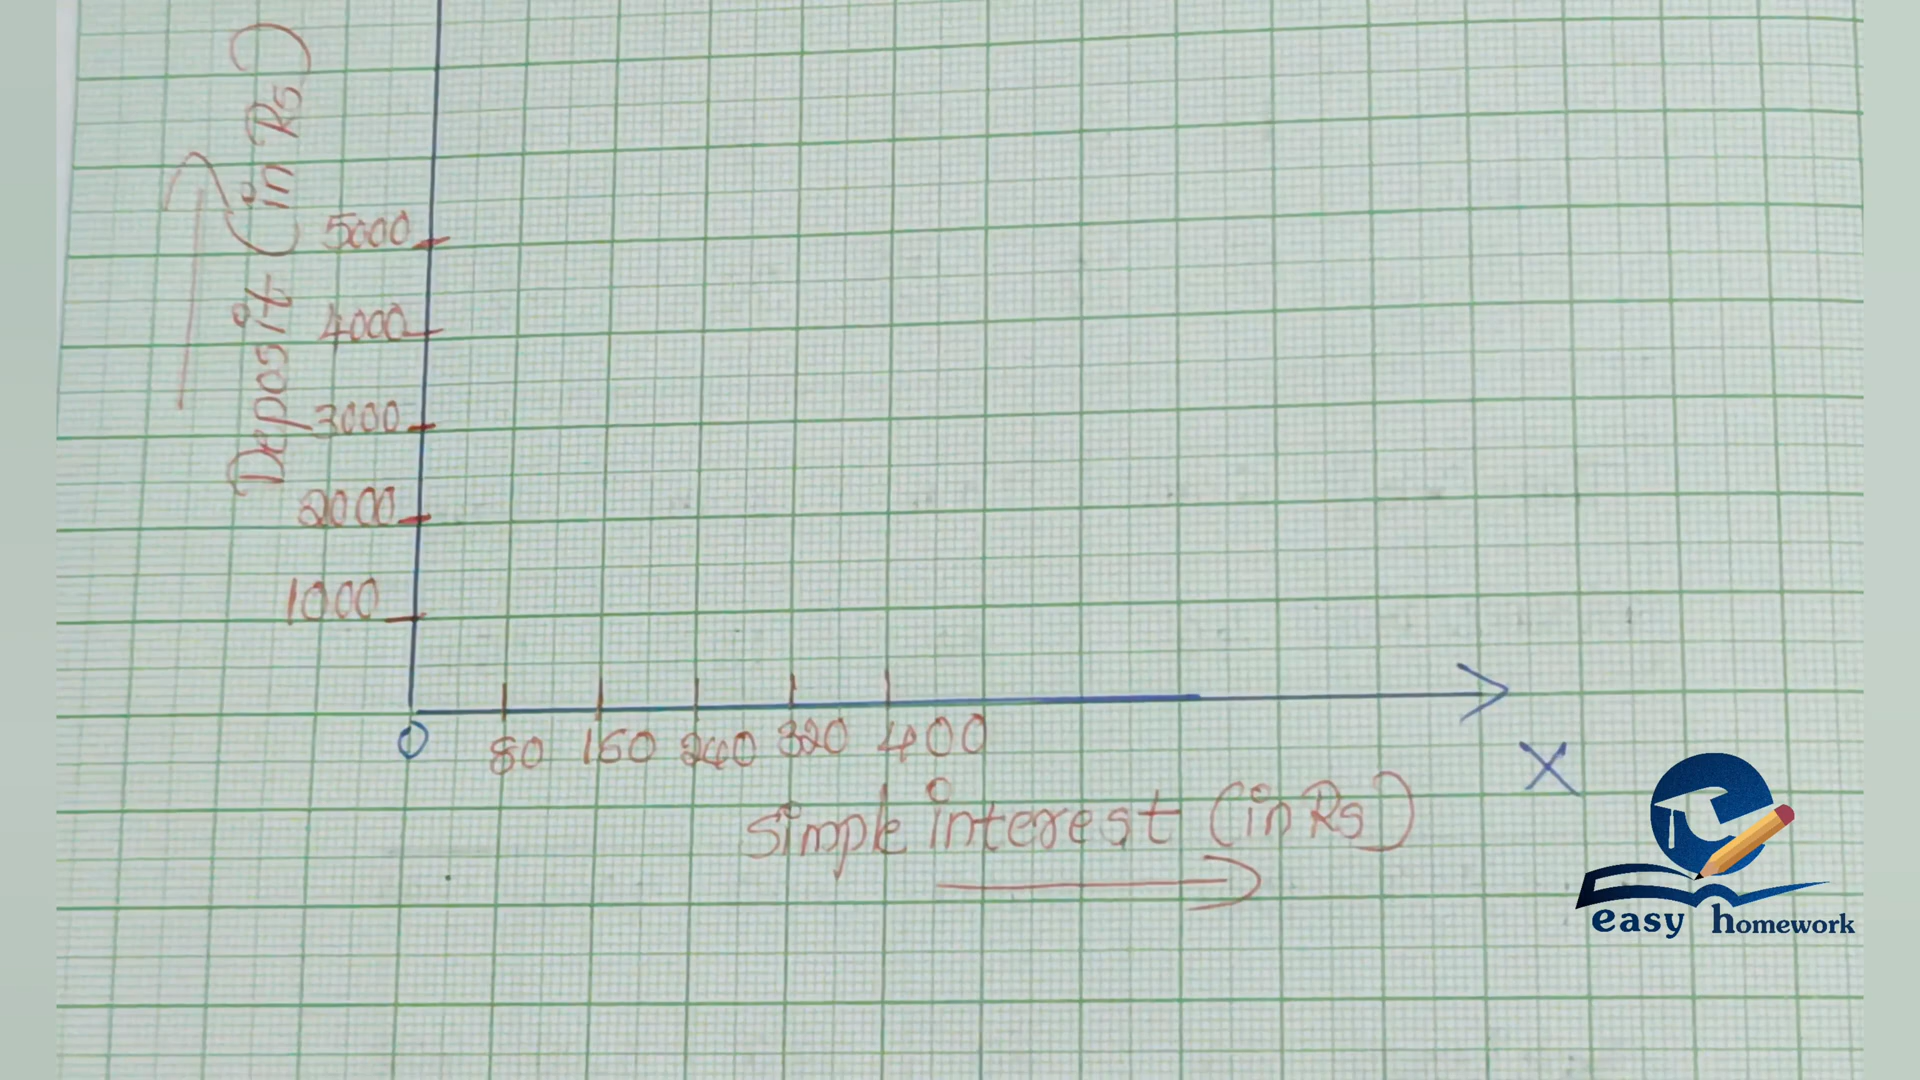 Deposit (in Rs)
5000
4000
3000
2000
1000
0 80 160 240 320 400
X
Simple interest (in Rs)
easy homework